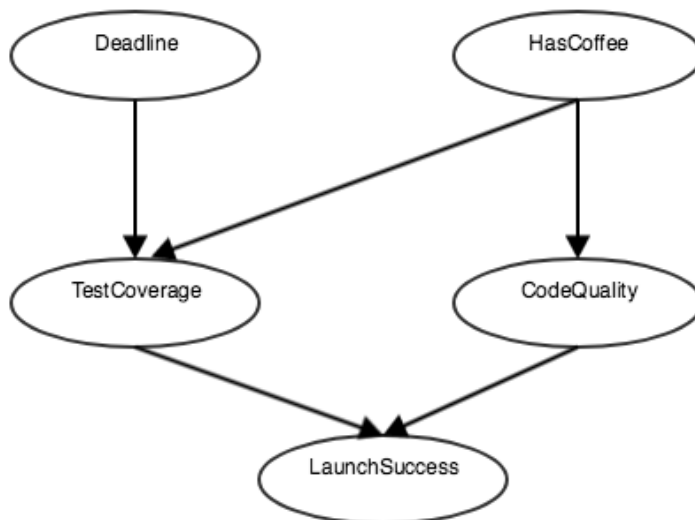 Deadline
HasCoffee
TestCoverage
CodeQuality
LaunchSuccess